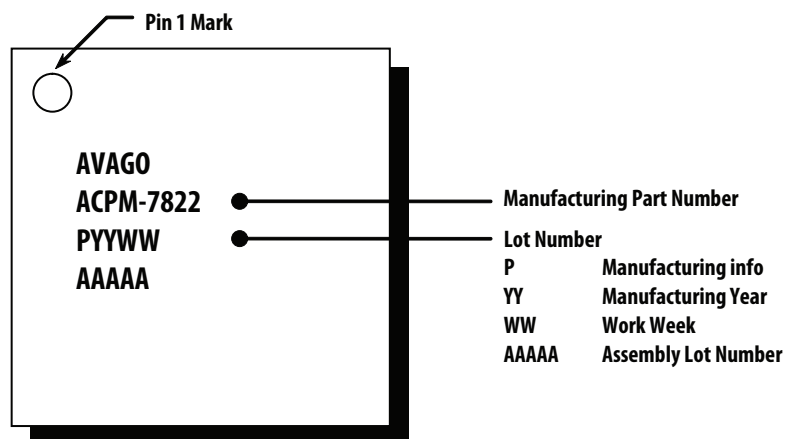 Pin 1 Mark
AVAGO
ACPM-7822
PYYWW
AAAAA
Manufacturing Part Number
Lot Number
P Manufacturing info
YY Manufacturing Year
WW Work Week
AAAAA Assembly Lot Number